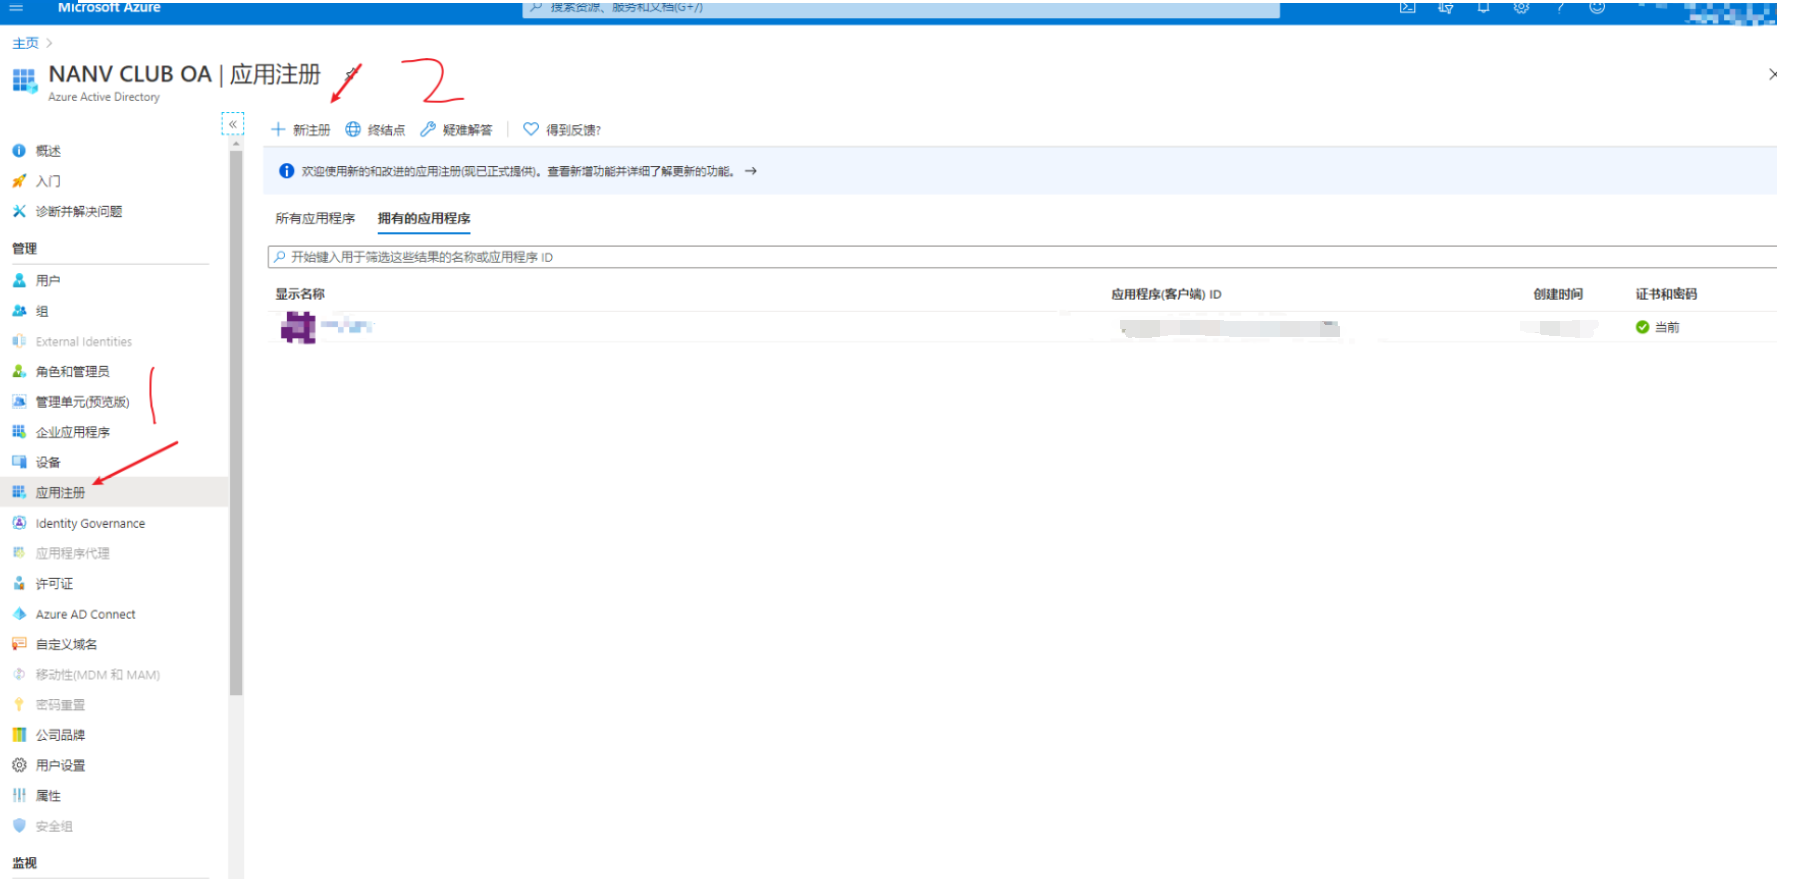 Microsoft Azure
搜索资源、服务和文档(G+/)
主页
NANV CLUB OA | 应用注册
Azure Active Directory
2
新注册 终结点 疑难解答 得到反馈?
欢迎使用新的和改进的应用注册(现已正式提供)。查看新增功能并详细了解更新的功能。 →
所有应用程序 拥有的应用程序
开始键入用于筛选这些结果的名称或应用程序 ID
显示名称 应用程序(客户端) ID 创建时间 证书和密码
当前
概述
入门
诊断并解决问题
管理
用户
组
External Identities
角色和管理员
管理单元(预览版)
1
企业应用程序
设备
应用注册
Identity Governance
应用程序代理
许可证
Azure AD Connect
自定义域名
移动性(MDM 和 MAM)
密码重置
公司品牌
用户设置
属性
安全组
监视